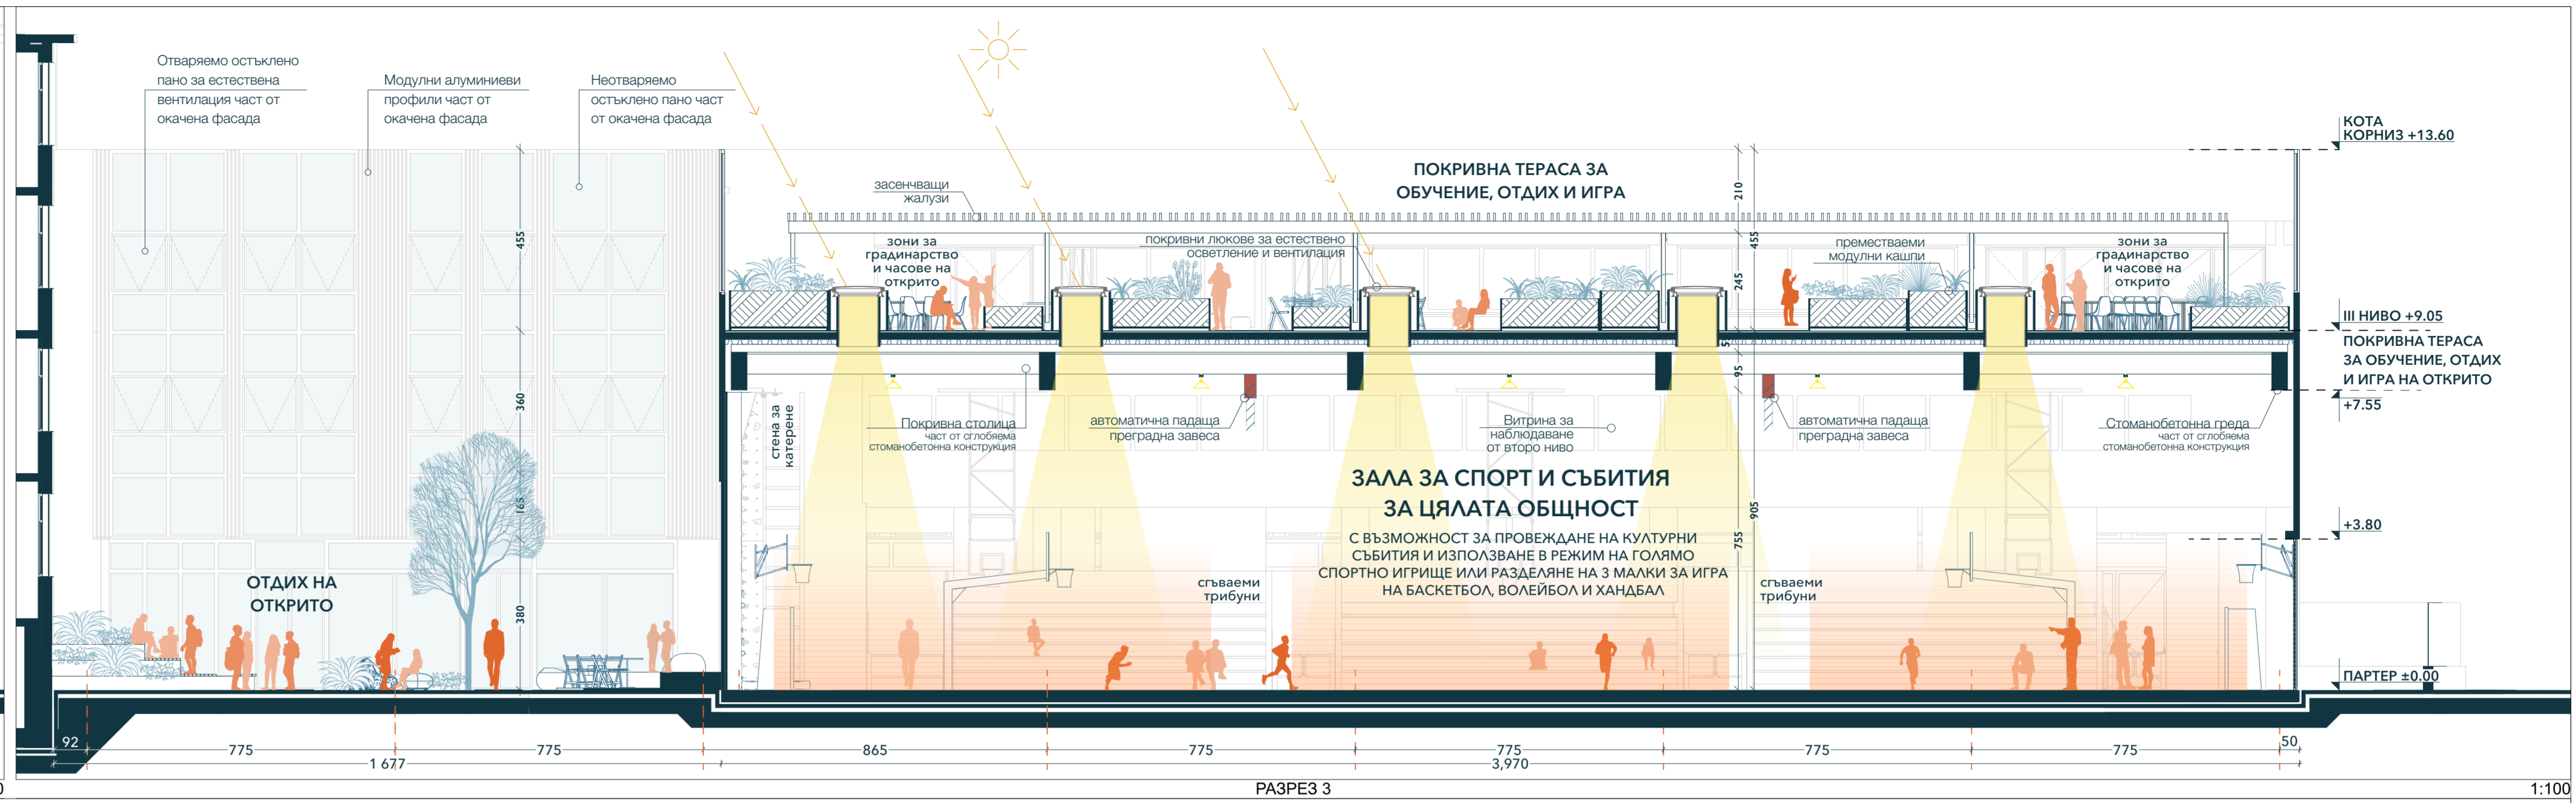 Отваряемо остъклено
пано за естествена
вентилация част от
окачена фасада
Модулни алуминиеви
профили част от
окачена фасада
Неотваряемо
остъклено пано част
от окачена фасада
засенчващи
жалузи
ПОКРИВНА ТЕРАСА ЗА
ОБУЧЕНИЕ, ОТДИХ И ИГРА
КОТА
КОРНИЗ +13.60
зони за
градинарство
и часове на
открито
покривни люкове за естествено
осветление и вентилация
преместваеми
модулни кашпи
зони за
градинарство
и часове на
открито
210
455
245
455
III НИВО +9.05
ПОКРИВНА ТЕРАСА
ЗА ОБУЧЕНИЕ, ОТДИХ
И ИГРА НА ОТКРИТО
+7.55
95
360
стена за
катерене
Покривна столица
част от сглобяема
стоманобетонна конструкция
автоматична падаща
преградна завеса
Витрина за
наблюдаване
от второ ниво
автоматична падаща
преградна завеса
Стоманобетонна греда
част от сглобяема
стоманобетонна конструкция
ЗАЛА ЗА СПОРТ И СЪБИТИЯ
ЗА ЦЯЛАТА ОБЩНОСТ
С ВЪЗМОЖНОСТ ЗА ПРОВЕЖДАНЕ НА КУЛТУРНИ
СЪБИТИЯ И ИЗПОЛЗВАНЕ В РЕЖИМ НА ГОЛЯМО
СПОРТНО ИГРИЩЕ ИЛИ РАЗДЕЛЯНЕ НА 3 МАЛКИ ЗА ИГРА
НА БАСКЕТБОЛ, ВОЛЕЙБОЛ И ХАНДБАЛ
165
905
755
+3.80
ОТДИХ НА
ОТКРИТО
380
сгъваеми
трибуни
сгъваеми
трибуни
ПАРТЕР ±0.00
92
775
775
865
775
775
775
775
50
1 677
3,970
РАЗРЕЗ 3
1:100